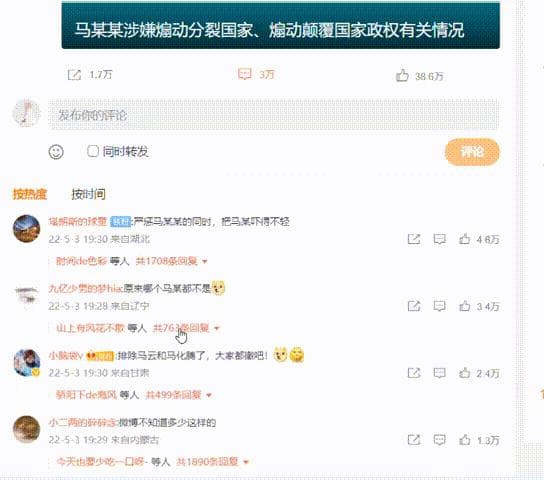 马某某涉嫌煽动分裂国家、煽动颠覆国家政权有关情况
1.7万 3万 38.6万
发布你的评论
同时转发 评论
按热度 按时间
:严惩马某某的同时，把马某吓得不轻
22-5-3 19:30 来自湖北 4.6万
时间de色彩 等人 共1708条回复
九亿少男的梦hia:原来哪个马某都不是
22-5-3 19:28 来自辽宁 3.4万
山上有风花不散 等人 共763条回复
小脑袋v :排除马云和马化腾了，大家都撤吧！
22-5-3 19:30 来自甘肃 2.4万
骄阳下de微风 等人 共499条回复
小二两的碎碎念:微博不知道多少这样的
22-5-3 19:29 来自内蒙古 1.3万
今天也要少吃一口呀- 等人 共1890条回复